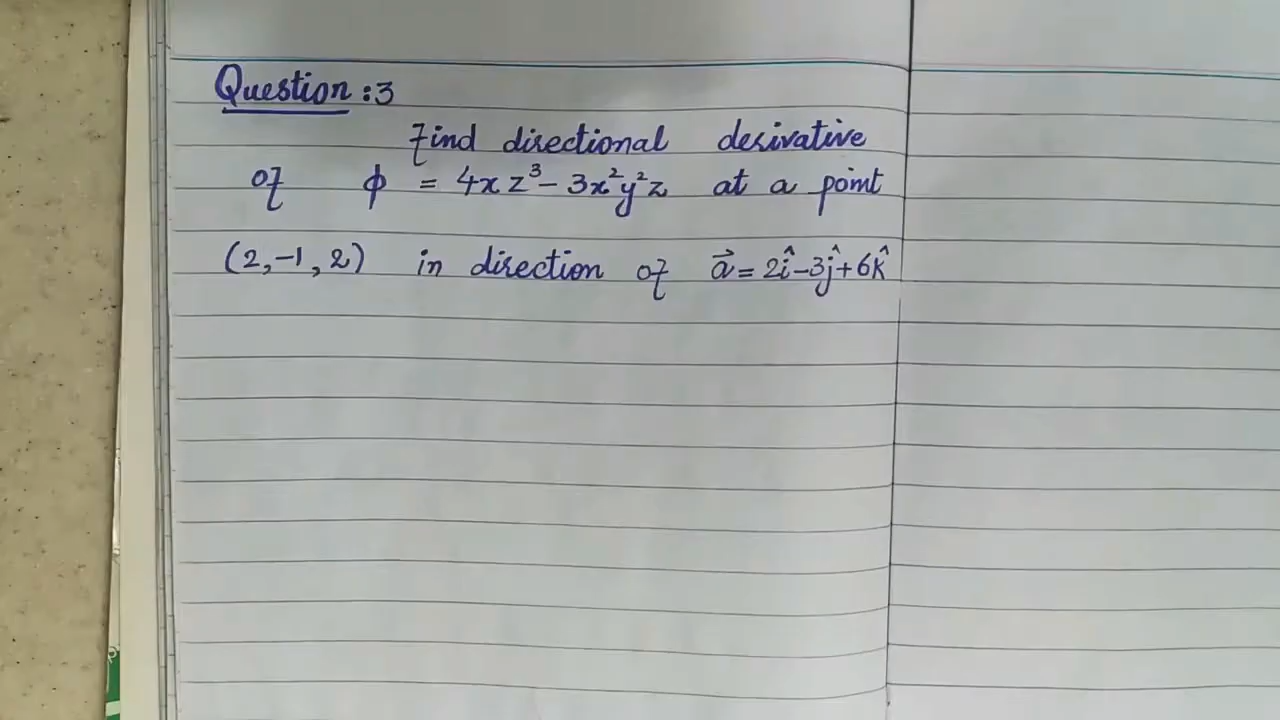 Question : 3
Find directional derivative
of ϕ = 4xz³ - 3x²y²z at a point
(2,-1,2) in direction of a⃗ = 2î-3ĵ+6k̂